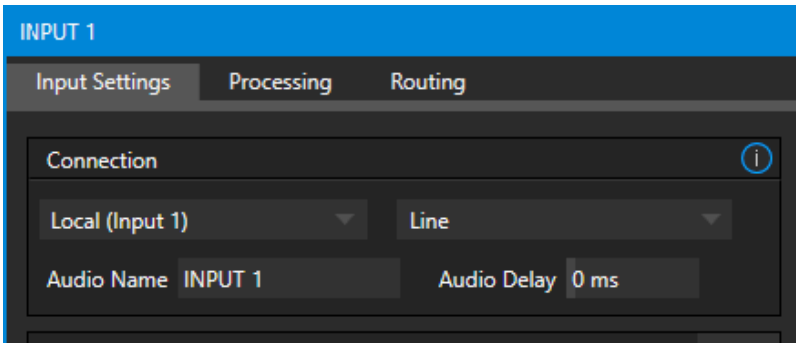 INPUT 1
Input Settings Processing Routing
Connection i
Local (Input 1) Line
Audio Name INPUT 1 Audio Delay 0 ms